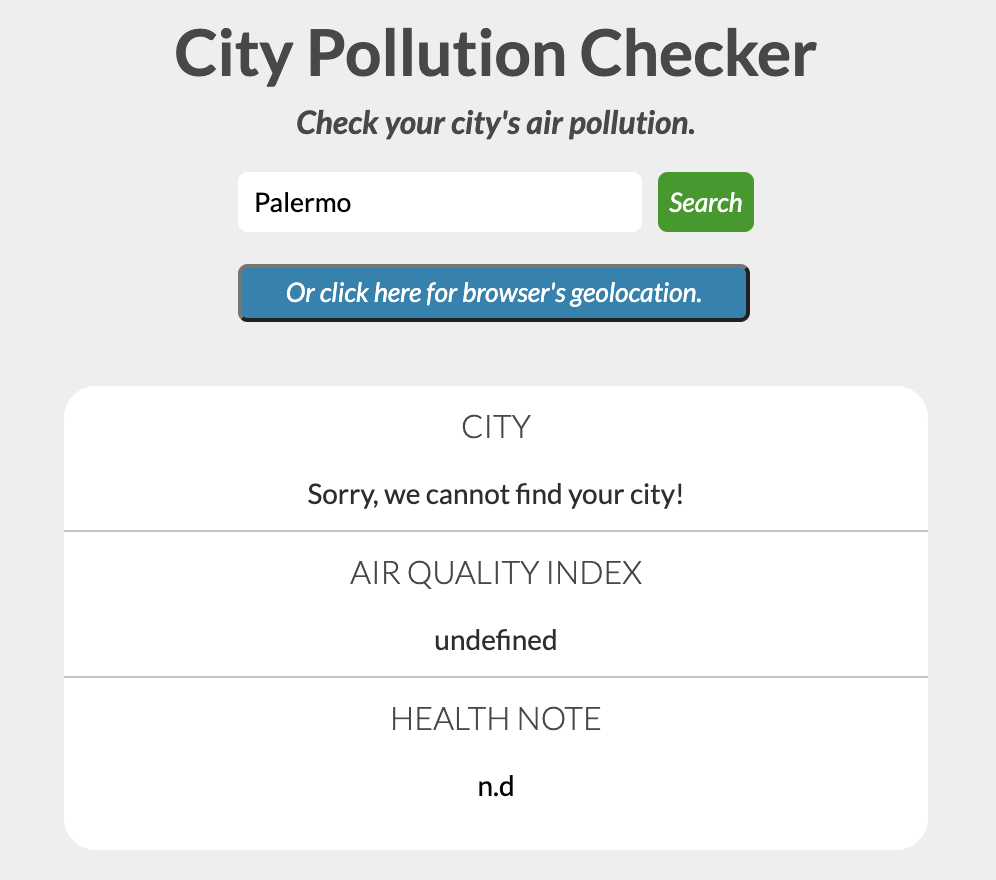 City Pollution Checker
Check your city's air pollution.
Palermo
Search
Or click here for browser's geolocation.
CITY
Sorry, we cannot find your city!
AIR QUALITY INDEX
undefined
HEALTH NOTE
n.d